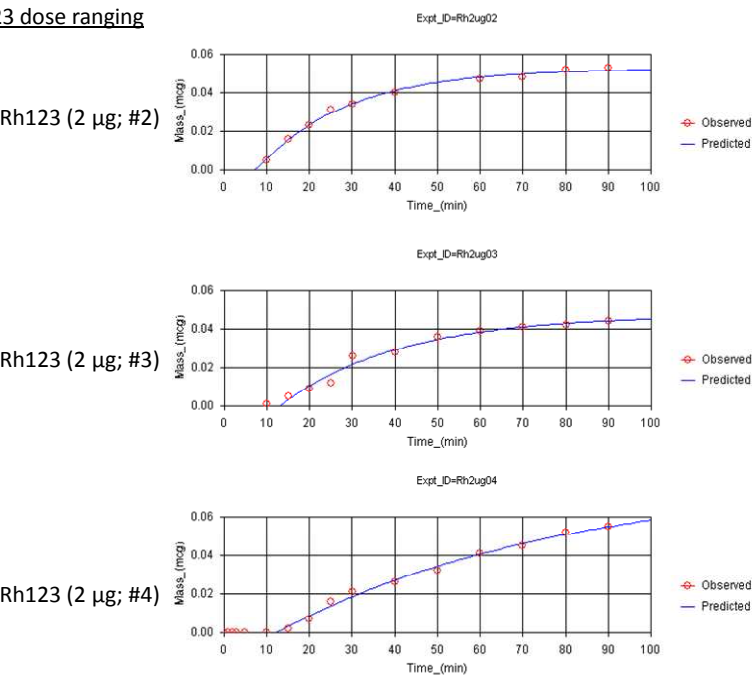 23 dose ranging
Expt_ID=Rh2ug02
Rh123 (2 µg; #2)
Mass_(mcg)
0.06
0.04
0.02
0.00
0 10 20 30 40 50 60 70 80 90 100
Time_(min)
Observed
Predicted
Expt_ID=Rh2ug03
Rh123 (2 µg; #3)
Mass_(mcg)
0.06
0.04
0.02
0.00
0 10 20 30 40 50 60 70 80 90 100
Time_(min)
Observed
Predicted
Expt_ID=Rh2ug04
Rh123 (2 µg; #4)
Mass_(mcg)
0.06
0.04
0.02
0.00
0 10 20 30 40 50 60 70 80 90 100
Time_(min)
Observed
Predicted